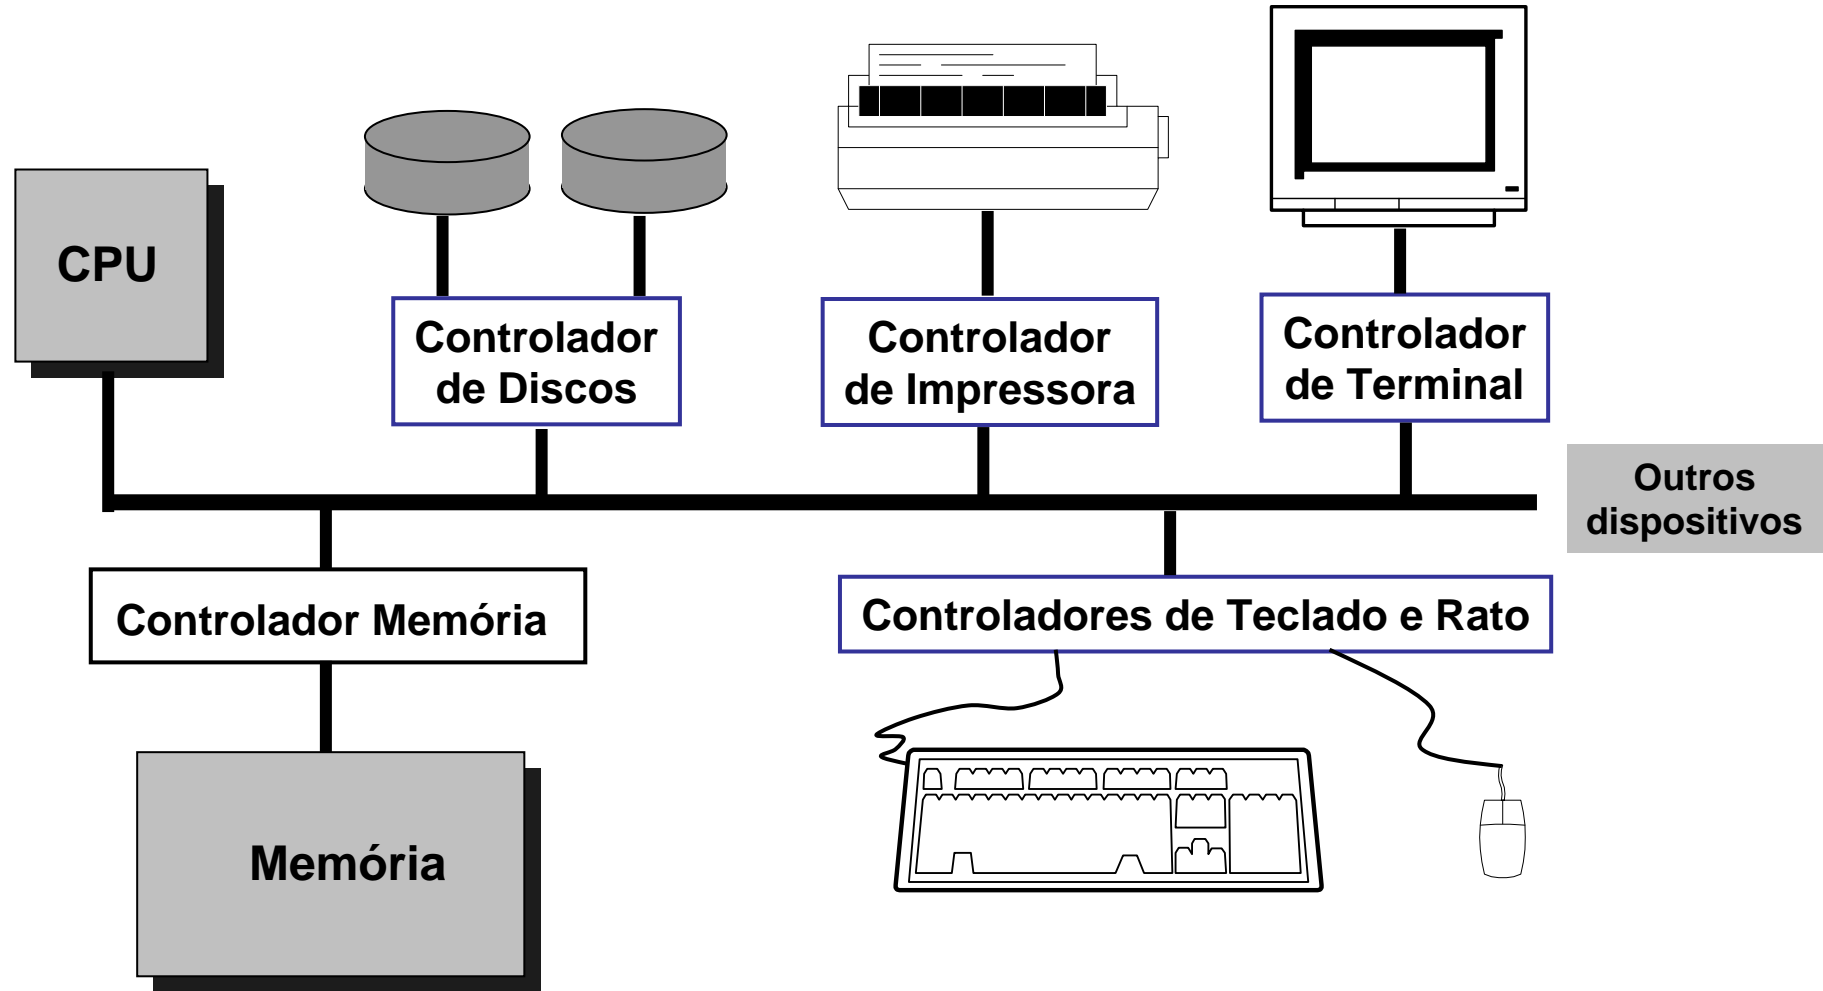 CPU
Controlador
de Discos
Controlador
de Impressora
Controlador
de Terminal
Outros
dispositivos
Controlador Memória
Controladores de Teclado e Rato
Memória